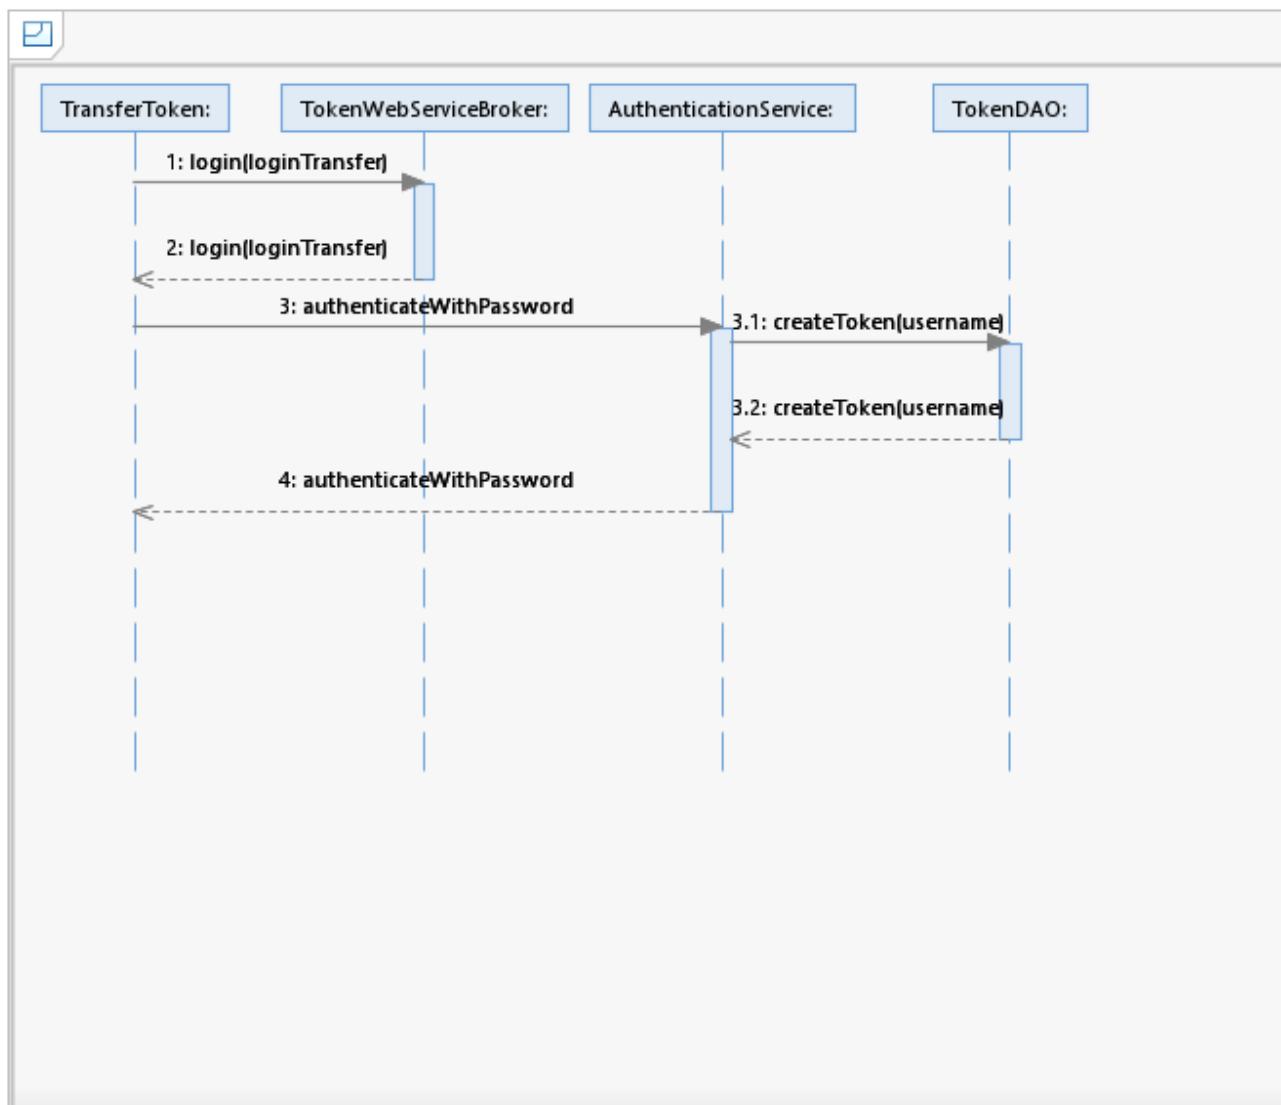 TransferToken:
TokenWebServiceBroker:
AuthenticationService:
TokenDAO:
1: login(loginTransfer)
2: login(loginTransfer)
3: authenticateWithPassword
3.1: createToken(username)
3.2: createToken(username)
4: authenticateWithPassword